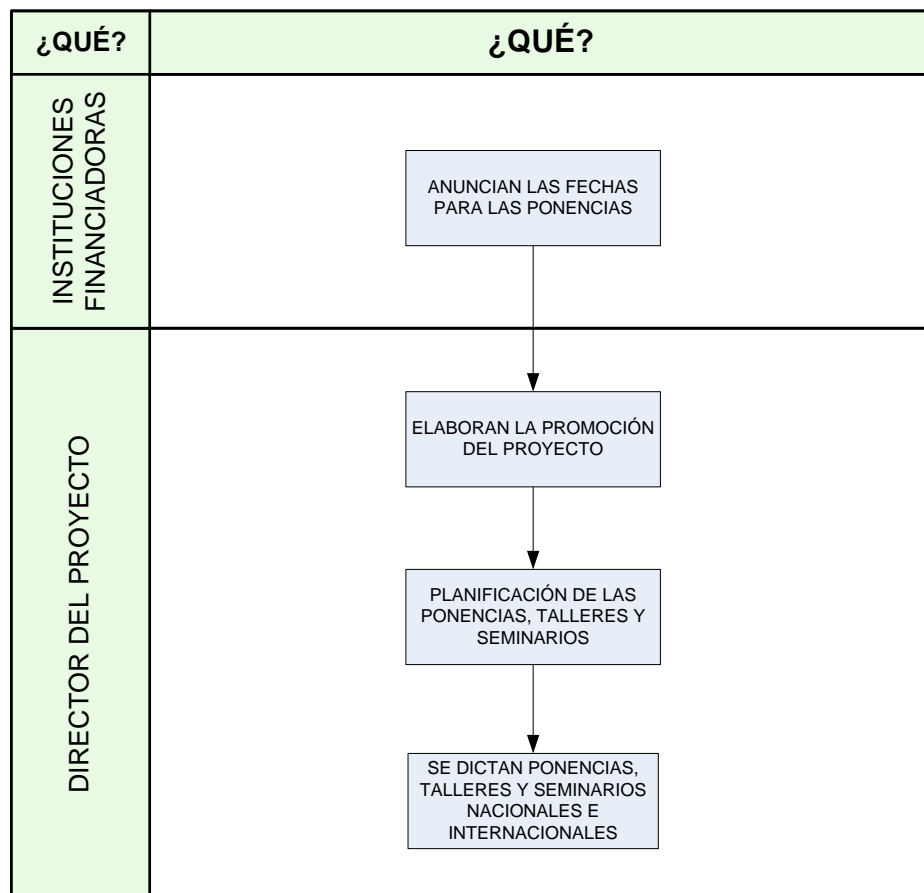 ¿QUÉ?
¿QUÉ?
INSTITUCIONES
FINANCIADORAS
ANUNCIAN LAS FECHAS
PARA LAS PONENCIAS
DIRECTOR DEL PROYECTO
ELABORAN LA PROMOCIÓN
DEL PROYECTO
PLANIFICACIÓN DE LAS
PONENCIAS, TALLERES Y
SEMINARIOS
SE DICTAN PONENCIAS,
TALLERES Y SEMINARIOS
NACIONALES E
INTERNACIONALES